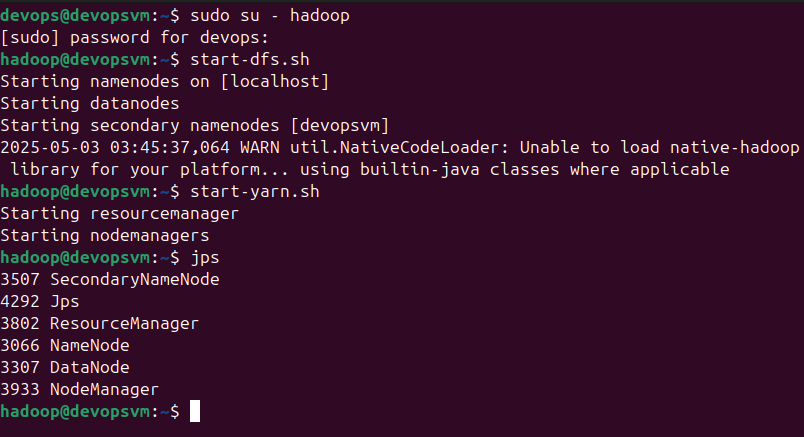 devops@devopsvm:~$ sudo su - hadoop
[sudo] password for devops:
hadoop@devopsvm:~$ start-dfs.sh
Starting namenodes on [localhost]
Starting datanodes
Starting secondary namenodes [devopsvm]
2025-05-03 03:45:37,064 WARN util.NativeCodeLoader: Unable to load native-hadoop
 library for your platform... using builtin-java classes where applicable
hadoop@devopsvm:~$ start-yarn.sh
Starting resourcemanager
Starting nodemanagers
hadoop@devopsvm:~$ jps
3507 SecondaryNameNode
4292 Jps
3802 ResourceManager
3066 NameNode
3307 DataNode
3933 NodeManager
hadoop@devopsvm:~$